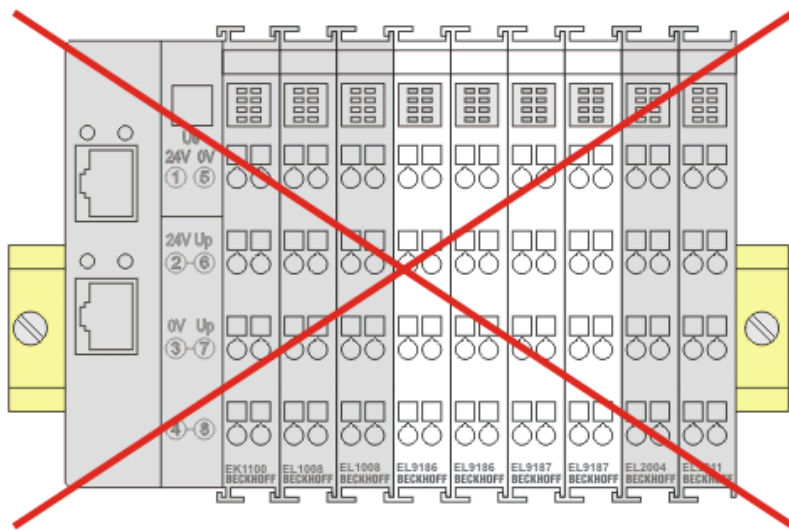 24V 0V
1 5
24V Up
2 6
0V Up
3 7
4 8
EK1100 EL1008 EL1008 EL9186 EL9186 EL9187 EL9187 EL2004
BECKHOFF BECKHOFF BECKHOFF BECKHOFF BECKHOFF BECKHOFF BECKHOFF BECKHOFF BECKHOFF